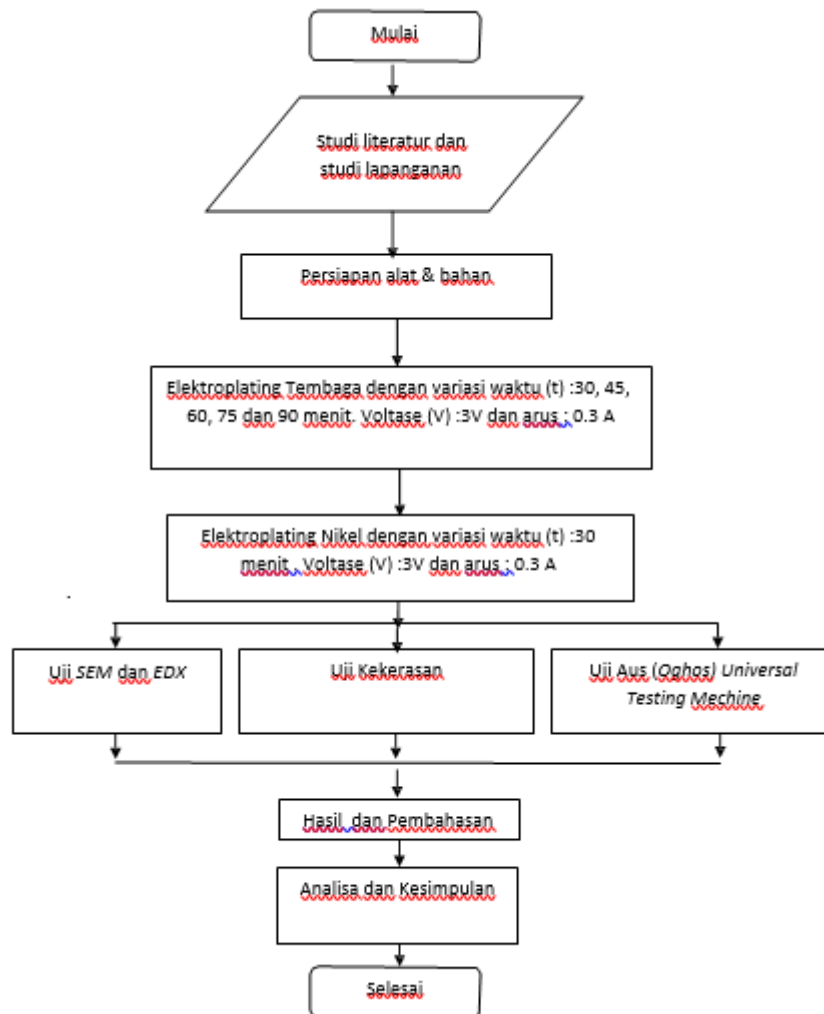 Mulai
Studi literatur dan
studi lapanganan
Persiapan alat & bahan
Elektroplating Tembaga dengan variasi waktu (t) :30, 45,
60, 75 dan 90 menit. Voltase (V) :3V dan arus : 0.3 A
Elektroplating Nikel dengan variasi waktu (t) :30
menit , Voltase (V) :3V dan arus : 0.3 A
Uji SEM dan EDX
Uji Kekerasan
Uji Aus (Oghos) Universal
Testing Mechine
Hasil dan Pembahasan
Analisa dan Kesimpulan
Selesai